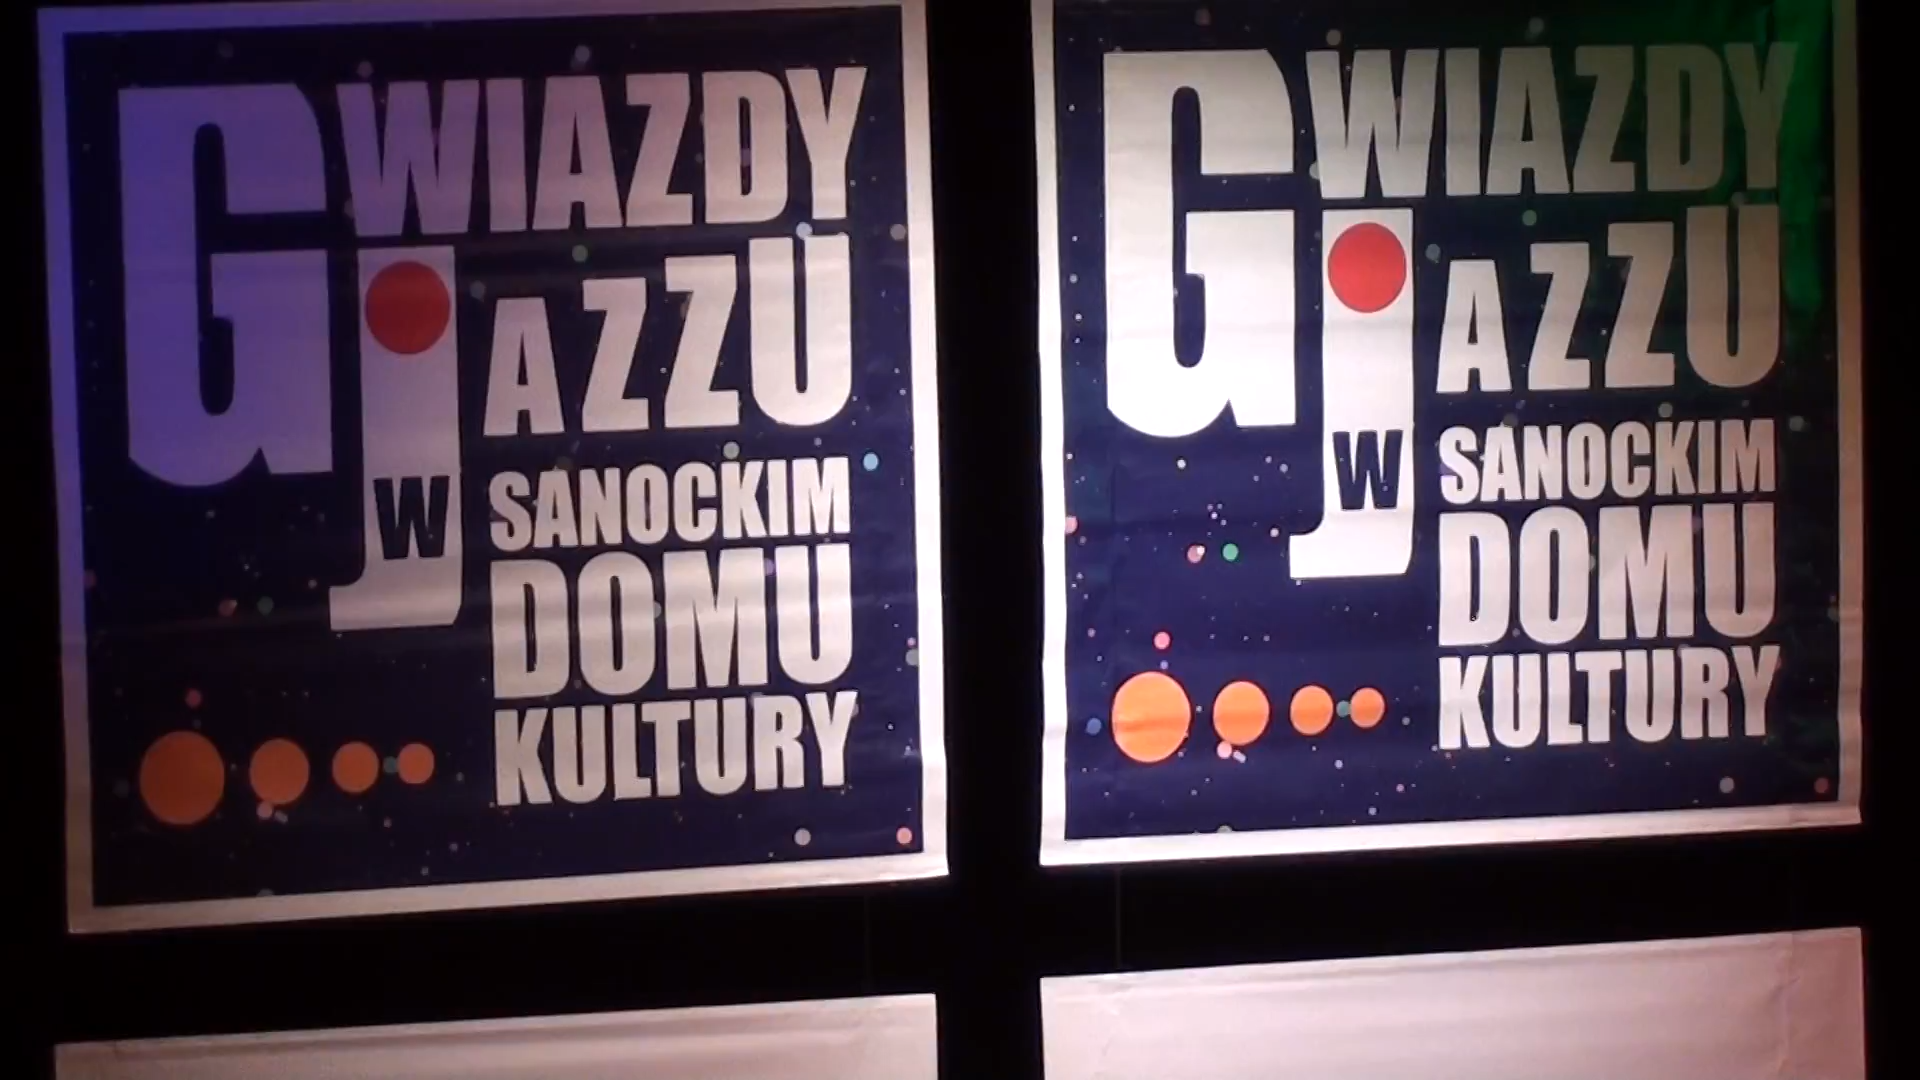 GWIAZDY
JAZZU
W SANOCKIM
DOMU
KULTURY
GWIAZDY
JAZZU
W SANOCKIM
DOMU
KULTURY